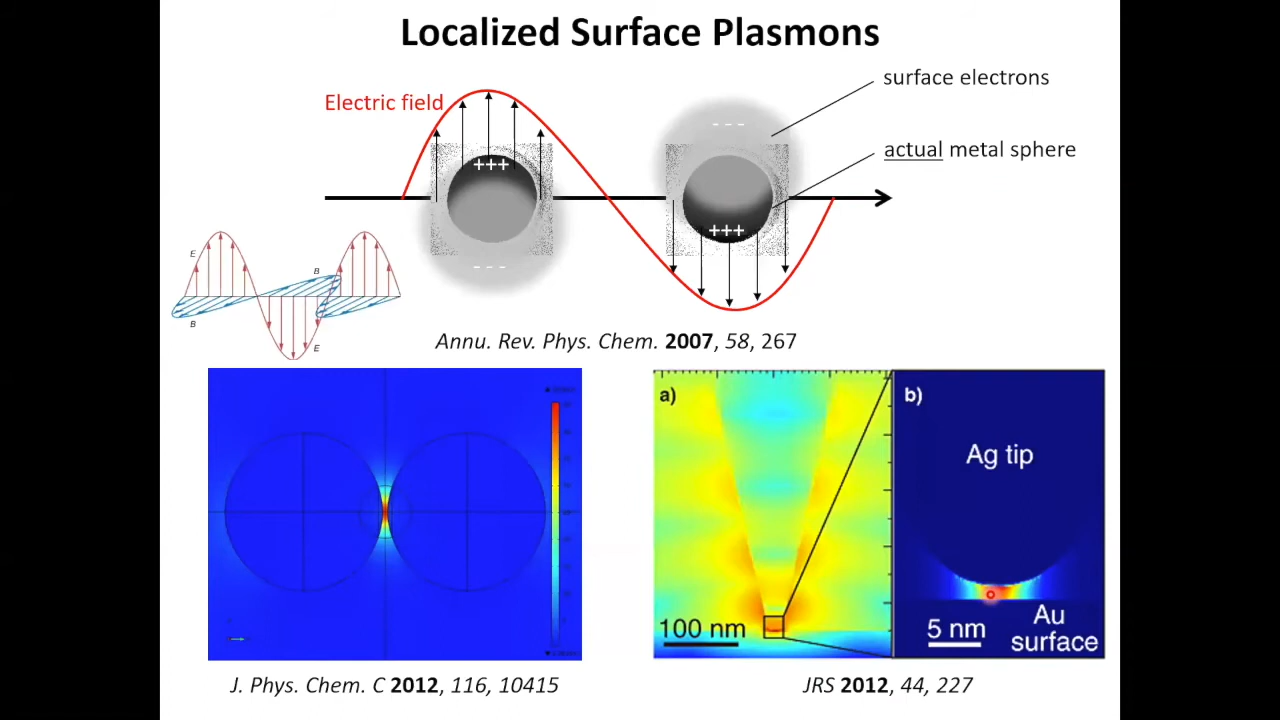 Localized Surface Plasmons
Electric field
surface electrons
actual metal sphere
+++
- - -
- - -
+++
E
B
B
E
Annu. Rev. Phys. Chem. 2007, 58, 267
a)
100 nm
b)
Ag tip
5 nm
Au
surface
J. Phys. Chem. C 2012, 116, 10415
JRS 2012, 44, 227